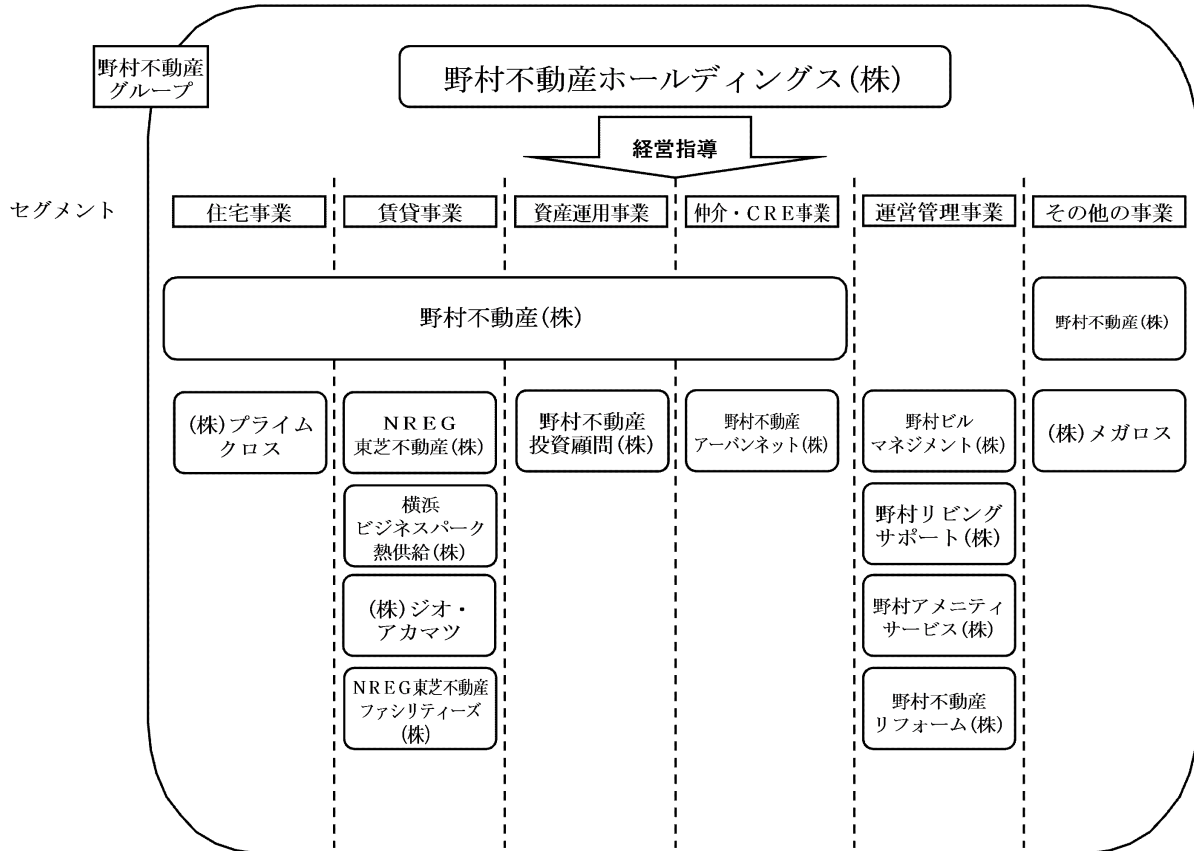 野村不動産
グループ
野村不動産ホールディングス(株)
経営指導
セグメント
住宅事業
賃貸事業
資産運用事業
仲介・CRE事業
運営管理事業
その他の事業
野村不動産(株)
野村不動産(株)
(株)プライム
クロス
NREG
東芝不動産(株)
野村不動産
投資顧問(株)
野村不動産
アーバンネット(株)
野村ビル
マネジメント(株)
(株)メガロス
横浜
ビジネスパーク
熱供給(株)
野村リビング
サポート(株)
(株)ジオ・
アカマツ
野村アメニティ
サービス(株)
NREG東芝不動産
ファシリティーズ
(株)
野村不動産
リフォーム(株)